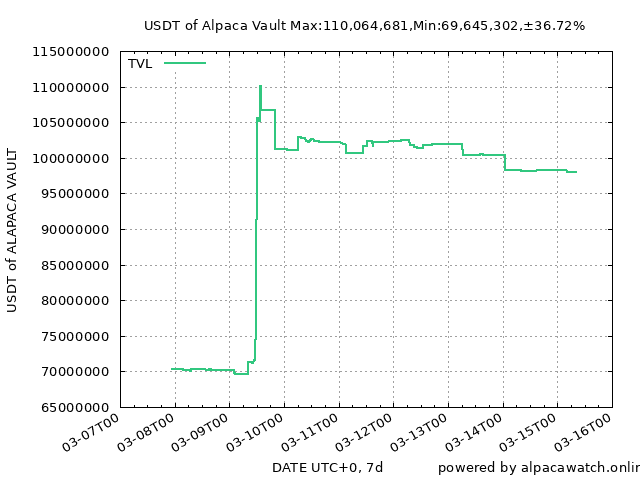 USDT of Alpaca Vault Max:110,064,681,Min:69,645,302,±36.72%
TVL
115000000
110000000
105000000
100000000
95000000
90000000
85000000
80000000
75000000
70000000
65000000
USDT of ALAPACA VAULT
03-07T00
03-08T00
03-09T00
03-10T00
03-11T00
03-12T00
03-13T00
03-14T00
03-15T00
03-16T00
DATE UTC+0, 7d
powered by alpacawatch.onlin